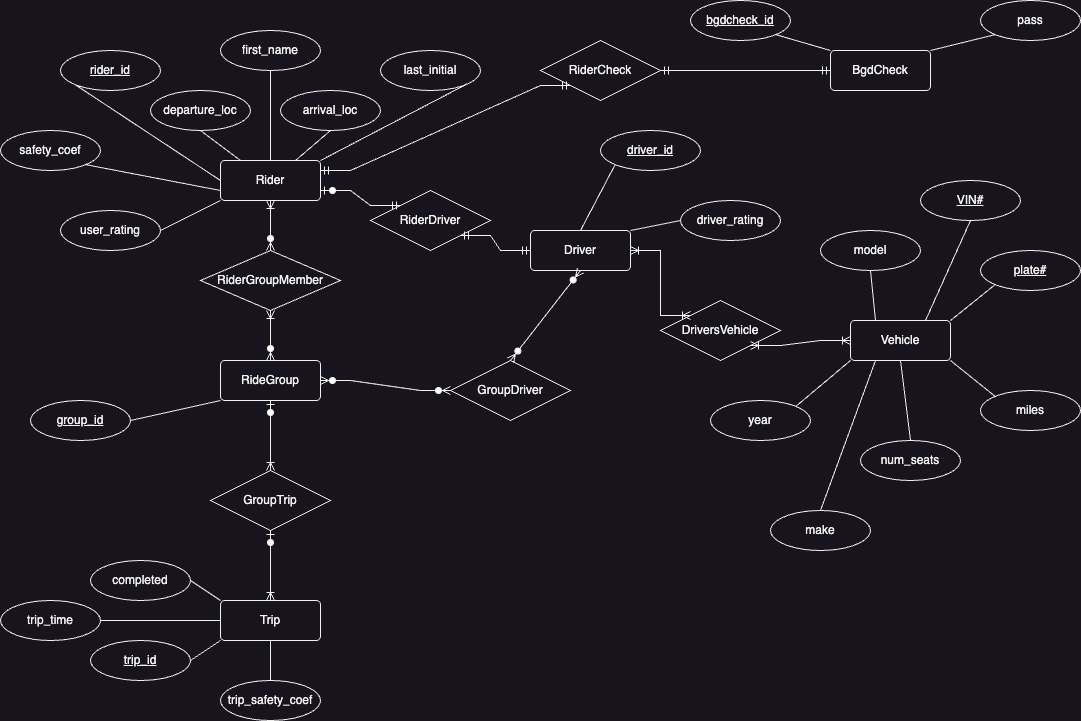 bgdcheck_id
pass
first_name
rider_id
last_initial
RiderCheck
BgdCheck
departure_loc
arrival_loc
safety_coef
driver_id
Rider
VIN#
user_rating
RiderDriver
driver_rating
Driver
model
plate#
RiderGroupMember
DriversVehicle
Vehicle
RideGroup
GroupDriver
group_id
year
miles
num_seats
GroupTrip
make
completed
trip_time
Trip
trip_id
trip_safety_coef